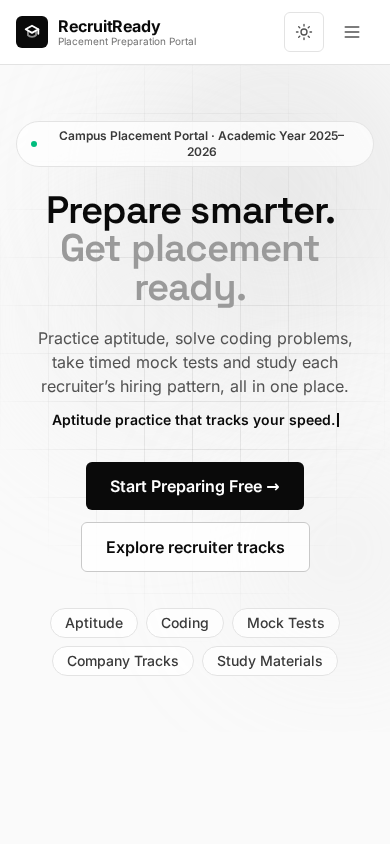 RecruitReady
Placement Preparation Portal
Campus Placement Portal · Academic Year 2025–
2026
Prepare smarter.
Get placement
ready.
Practice aptitude, solve coding problems,
take timed mock tests and study each
recruiter’s hiring pattern, all in one place.
Aptitude practice that tracks your speed.
Start Preparing Free →
Explore recruiter tracks
Aptitude
Coding
Mock Tests
Company Tracks
Study Materials